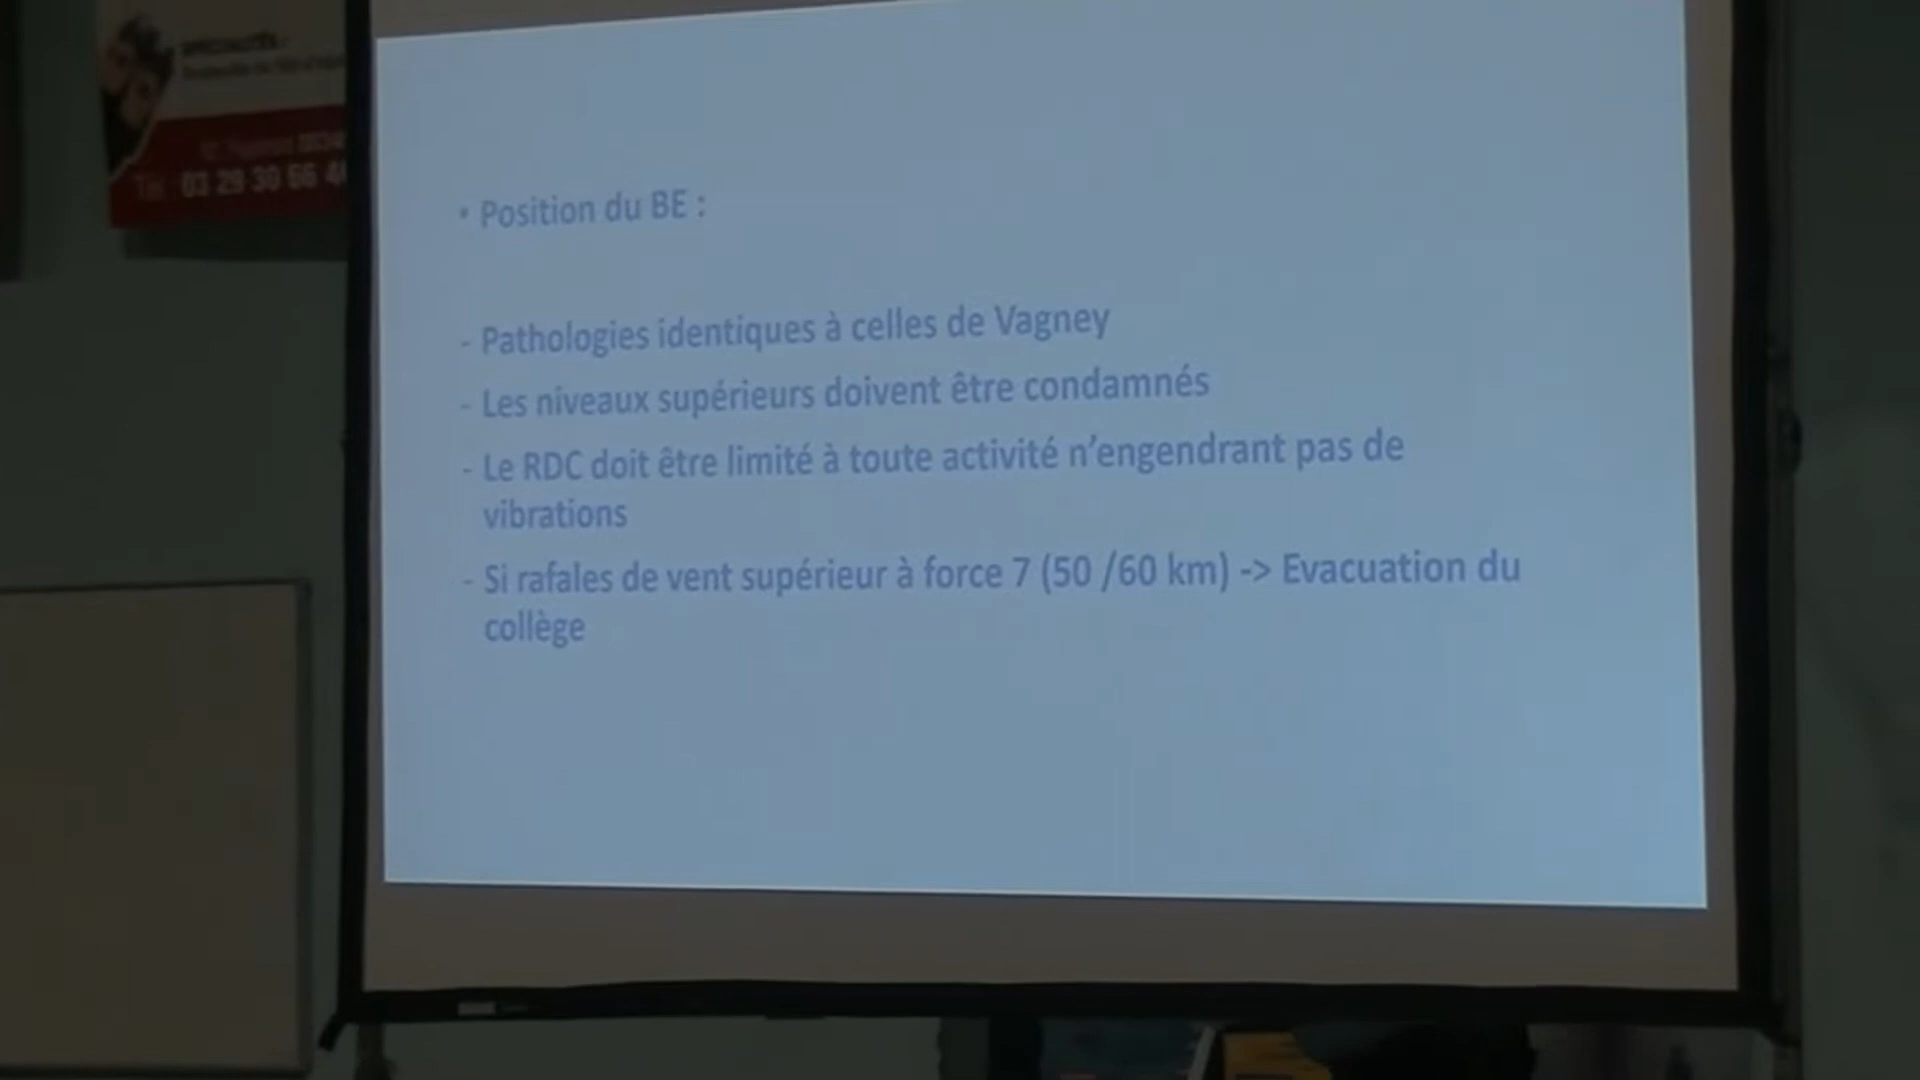 SPÉCIALITÉS :
Tél : 03 29 30 66 4
• Position du BE :
- Pathologies identiques à celles de Vagney
- Les niveaux supérieurs doivent être condamnés
- Le RDC doit être limité à toute activité n'engendrant pas de
vibrations
- Si rafales de vent supérieur à force 7 (50 /60 km) -> Evacuation du
collège